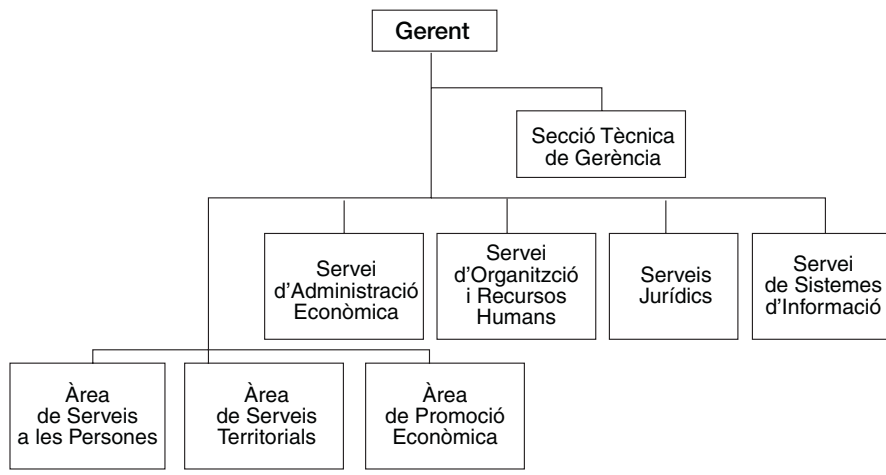 Gerent
Secció Tècnica
de Gerència
Servei
d'Administració
Econòmica
Servei
d'Organitzció
i Recursos
Humans
Serveis
Jurídics
Servei
de Sistemes
d'Informació
Àrea
de Serveis
a les Persones
Àrea
de Serveis
Territorials
Àrea
de Promoció
Econòmica